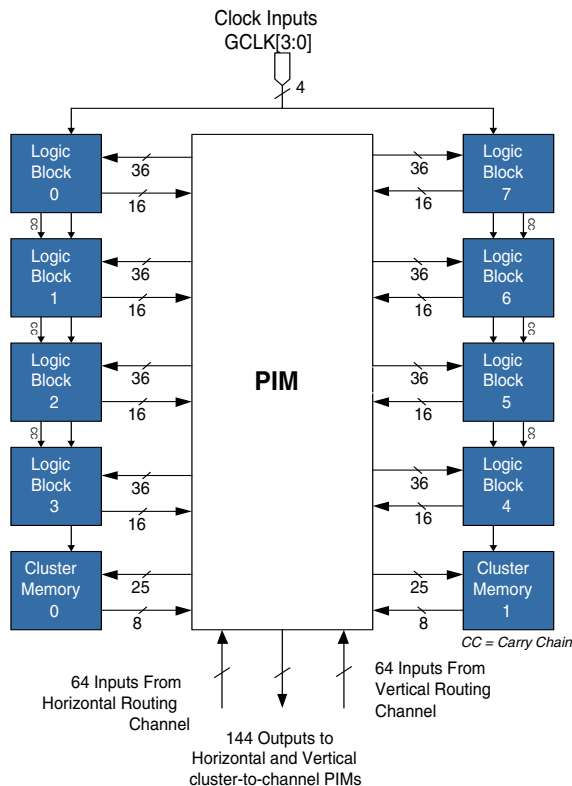 Clock Inputs
GCLK[3:0]
4
Logic
Block
0
36
16
CC
Logic
Block
1
36
16
CC
Logic
Block
2
36
16
CC
Logic
Block
3
36
16
Cluster
Memory
0
25
8
PIM
Logic
Block
7
36
16
CC
Logic
Block
6
36
16
CC
Logic
Block
5
36
16
CC
Logic
Block
4
36
16
Cluster
Memory
1
25
8
CC = Carry Chain
64 Inputs From
Horizontal Routing
Channel
144 Outputs to
Horizontal and Vertical
cluster-to-channel PIMs
64 Inputs From
Vertical Routing
Channel